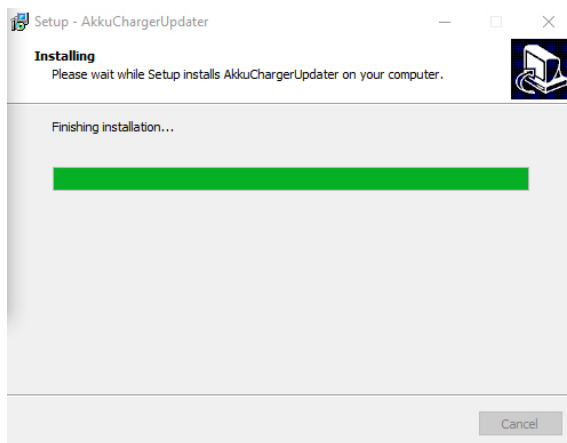 Setup - AkkuChargerUpdater
Installing
Please wait while Setup installs AkkuChargerUpdater on your computer.
Finishing installation...
Cancel